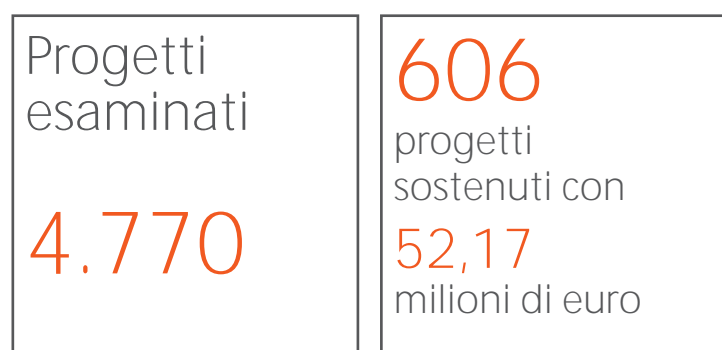 Progetti
esaminati
4.770
606
progetti
sostenuti con
52,17
milioni di euro